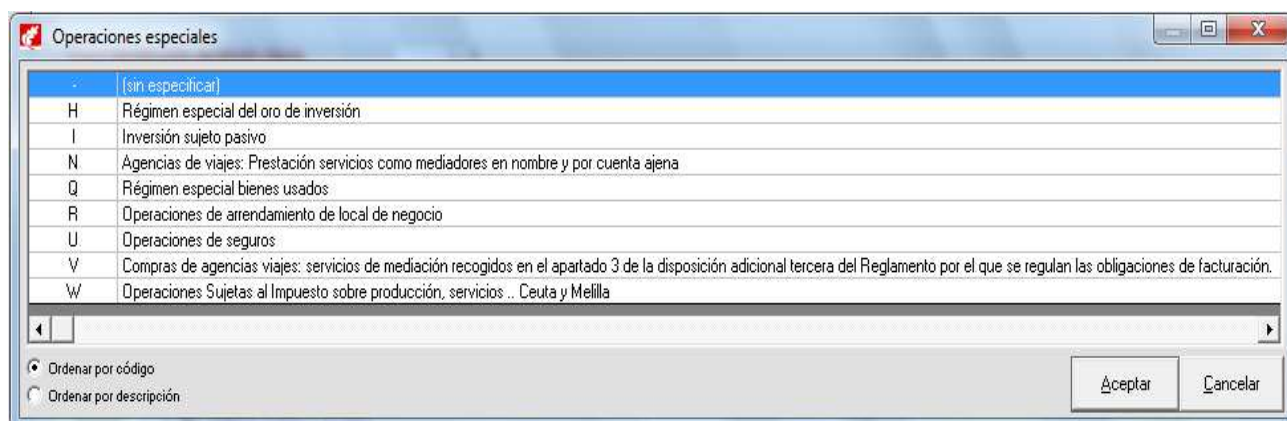 Operaciones especiales
- (sin especificar)
H Régimen especial del oro de inversión
I Inversión sujeto pasivo
N Agencias de viajes: Prestación servicios como mediadores en nombre y por cuenta ajena
Q Régimen especial bienes usados
R Operaciones de arrendamiento de local de negocio
U Operaciones de seguros
V Compras de agencias viajes: servicios de mediación recogidos en el apartado 3 de la disposición adicional tercera del Reglamento por el que se regulan las obligaciones de facturación.
W Operaciones Sujetas al Impuesto sobre producción, servicios .. Ceuta y Melilla
Ordenar por código
Ordenar por descripción
Aceptar Cancelar